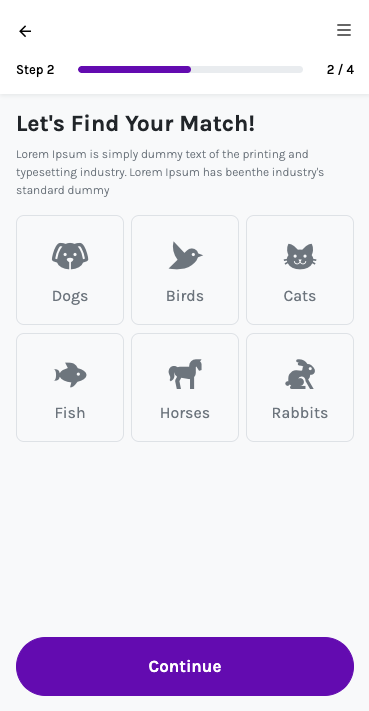 Step 2
2 / 4
Let's Find Your Match!
Lorem Ipsum is simply dummy text of the printing and
typesetting industry. Lorem Ipsum has beenthe industry's
standard dummy
Dogs
Birds
Cats
Fish
Horses
Rabbits
Continue